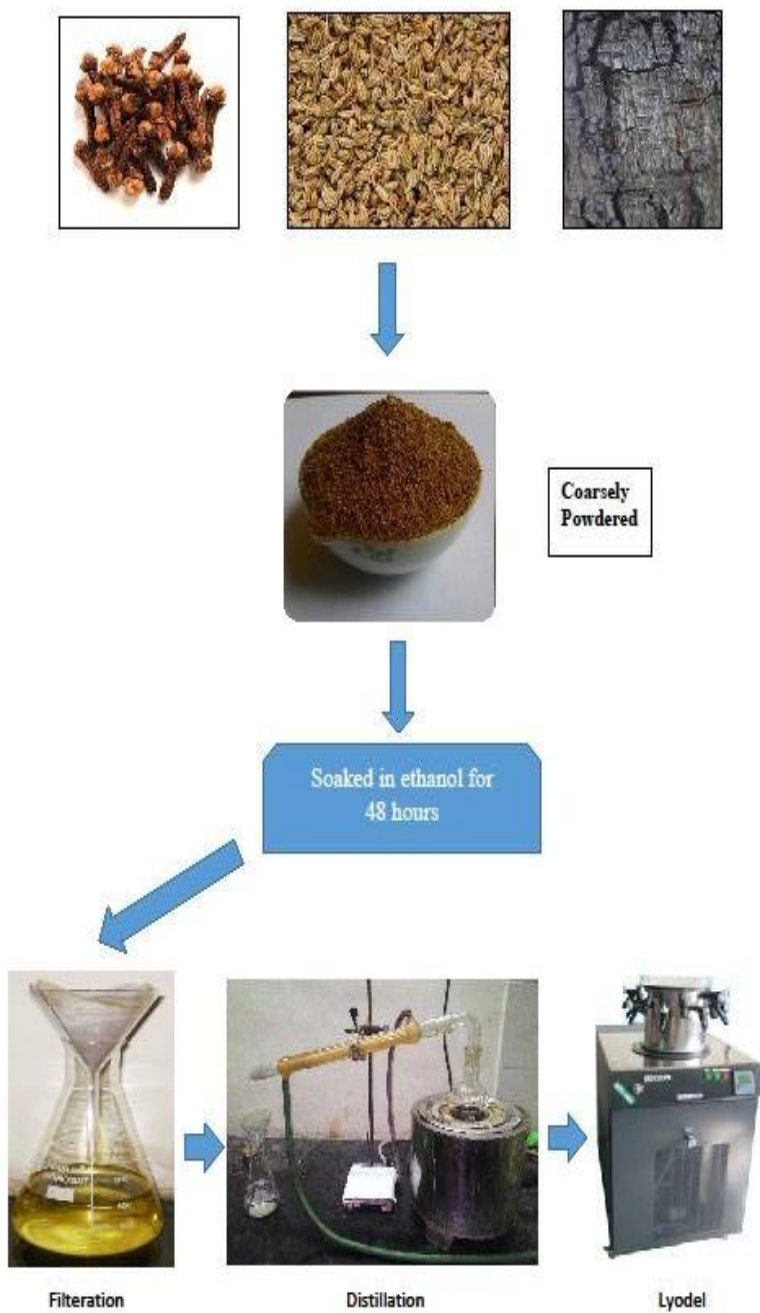 Coarsely
Powdered
Soaked in ethanol for
48 hours
Filteration
Distillation
Lyodel